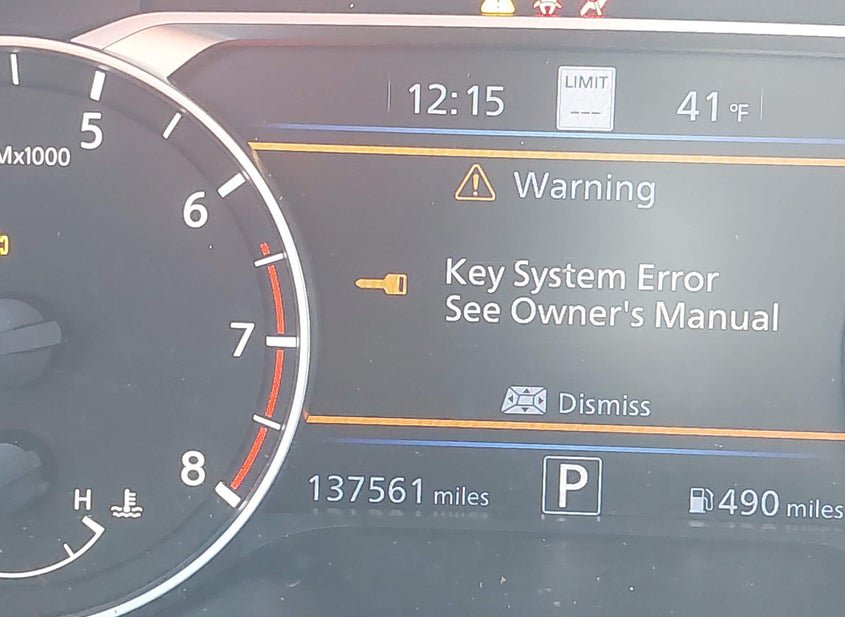 LIMIT
12:15 --- 41 °F
5
Mx1000
Warning
6
Key System Error
See Owner's Manual
7
Dismiss
8
137561 miles P 490 miles
H